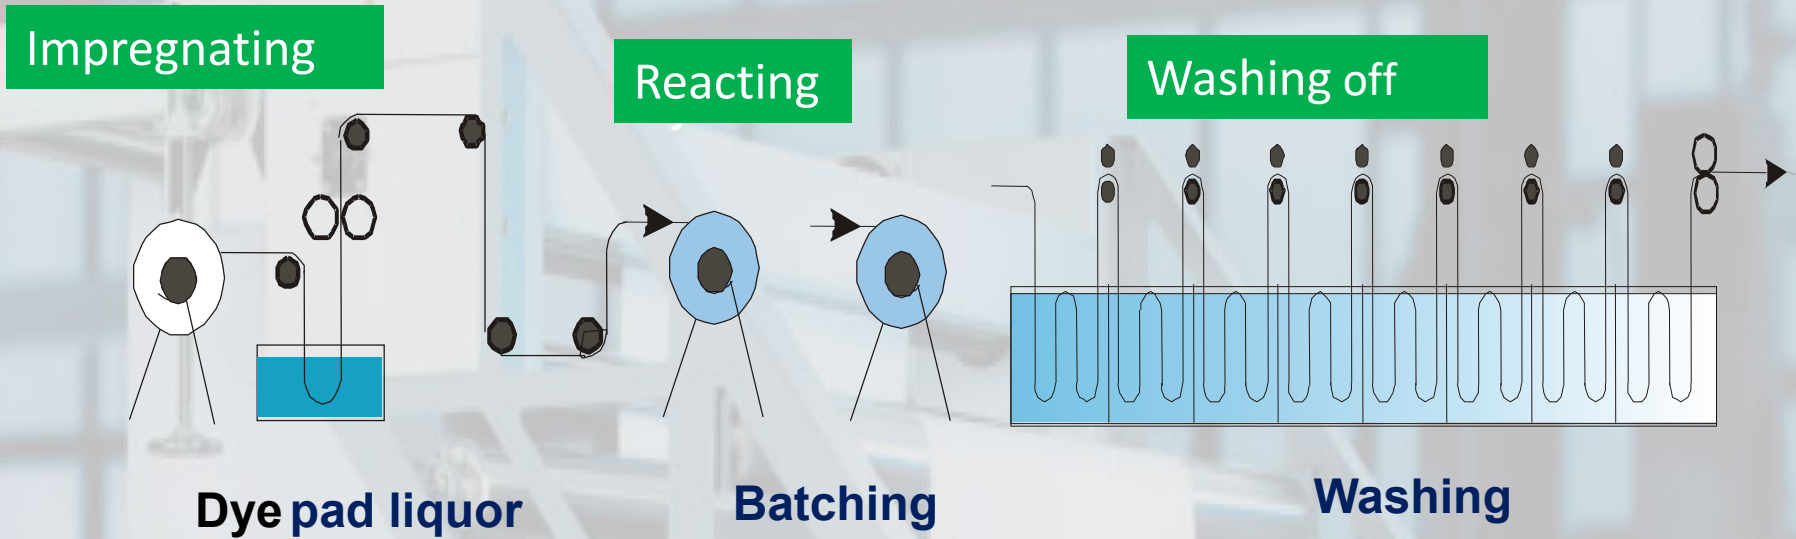 Impregnating
Reacting
Washing off
Dye pad liquor
Batching
Washing